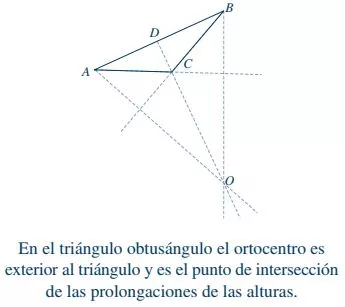 B
D
A
C
O
En el triángulo obtusángulo el ortocentro es
exterior al triángulo y es el punto de intersección
de las prolongaciones de las alturas.